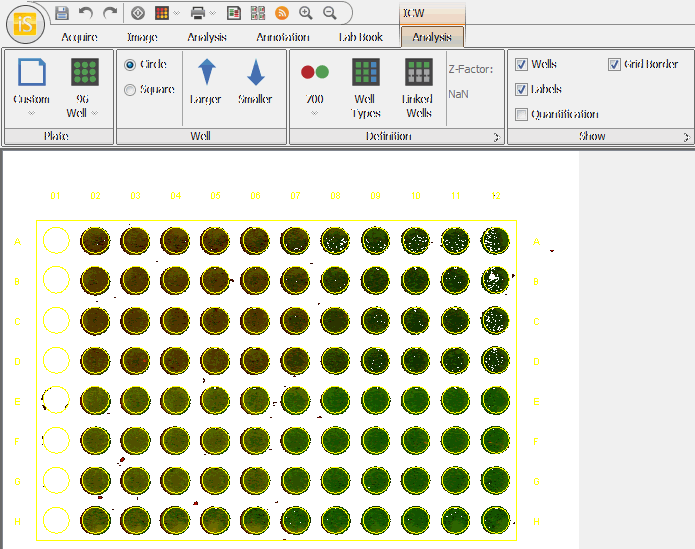 iS
ICW
Acquire Image Analysis Annotation Lab Book Analysis
Custom 96 Well
Plate
Circle
Square
Larger Smaller
Well
700 Well Types Linked Wells
Definition
Z-Factor:
NaN
Wells
Grid Border
Labels
Quantification
Show
01 02 03 04 05 06 07 08 09 10 11 12
A A
B B
C C
D D
E E
F F
G G
H H